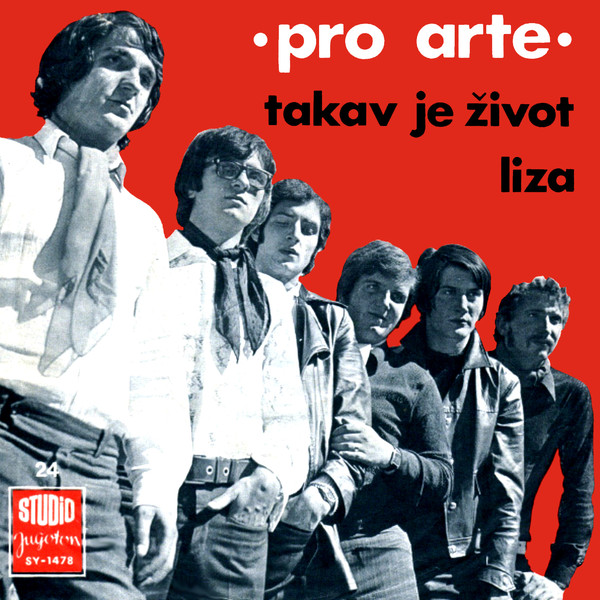 •pro arte•
takav je život
liza
24
STUDiO
Jugoton
SY-1478